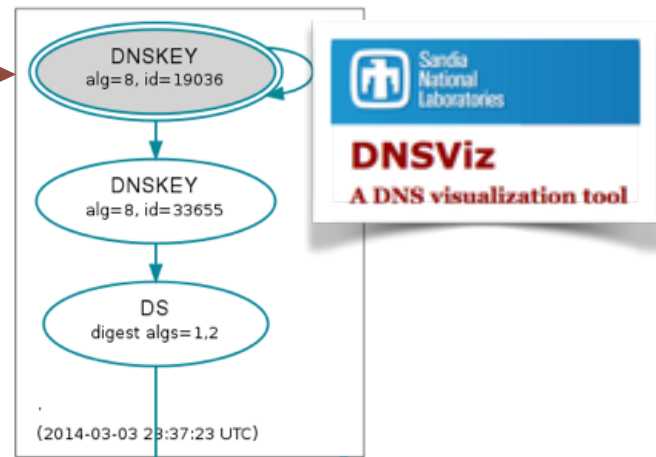 DNSKEY
alg=8, id=19036
DNSKEY
alg=8, id=33655
DS
digest algs=1,2
.
(2014-03-03 23:37:23 UTC)
Sandia
National
Laboratories
DNSViz
A DNS visualization tool